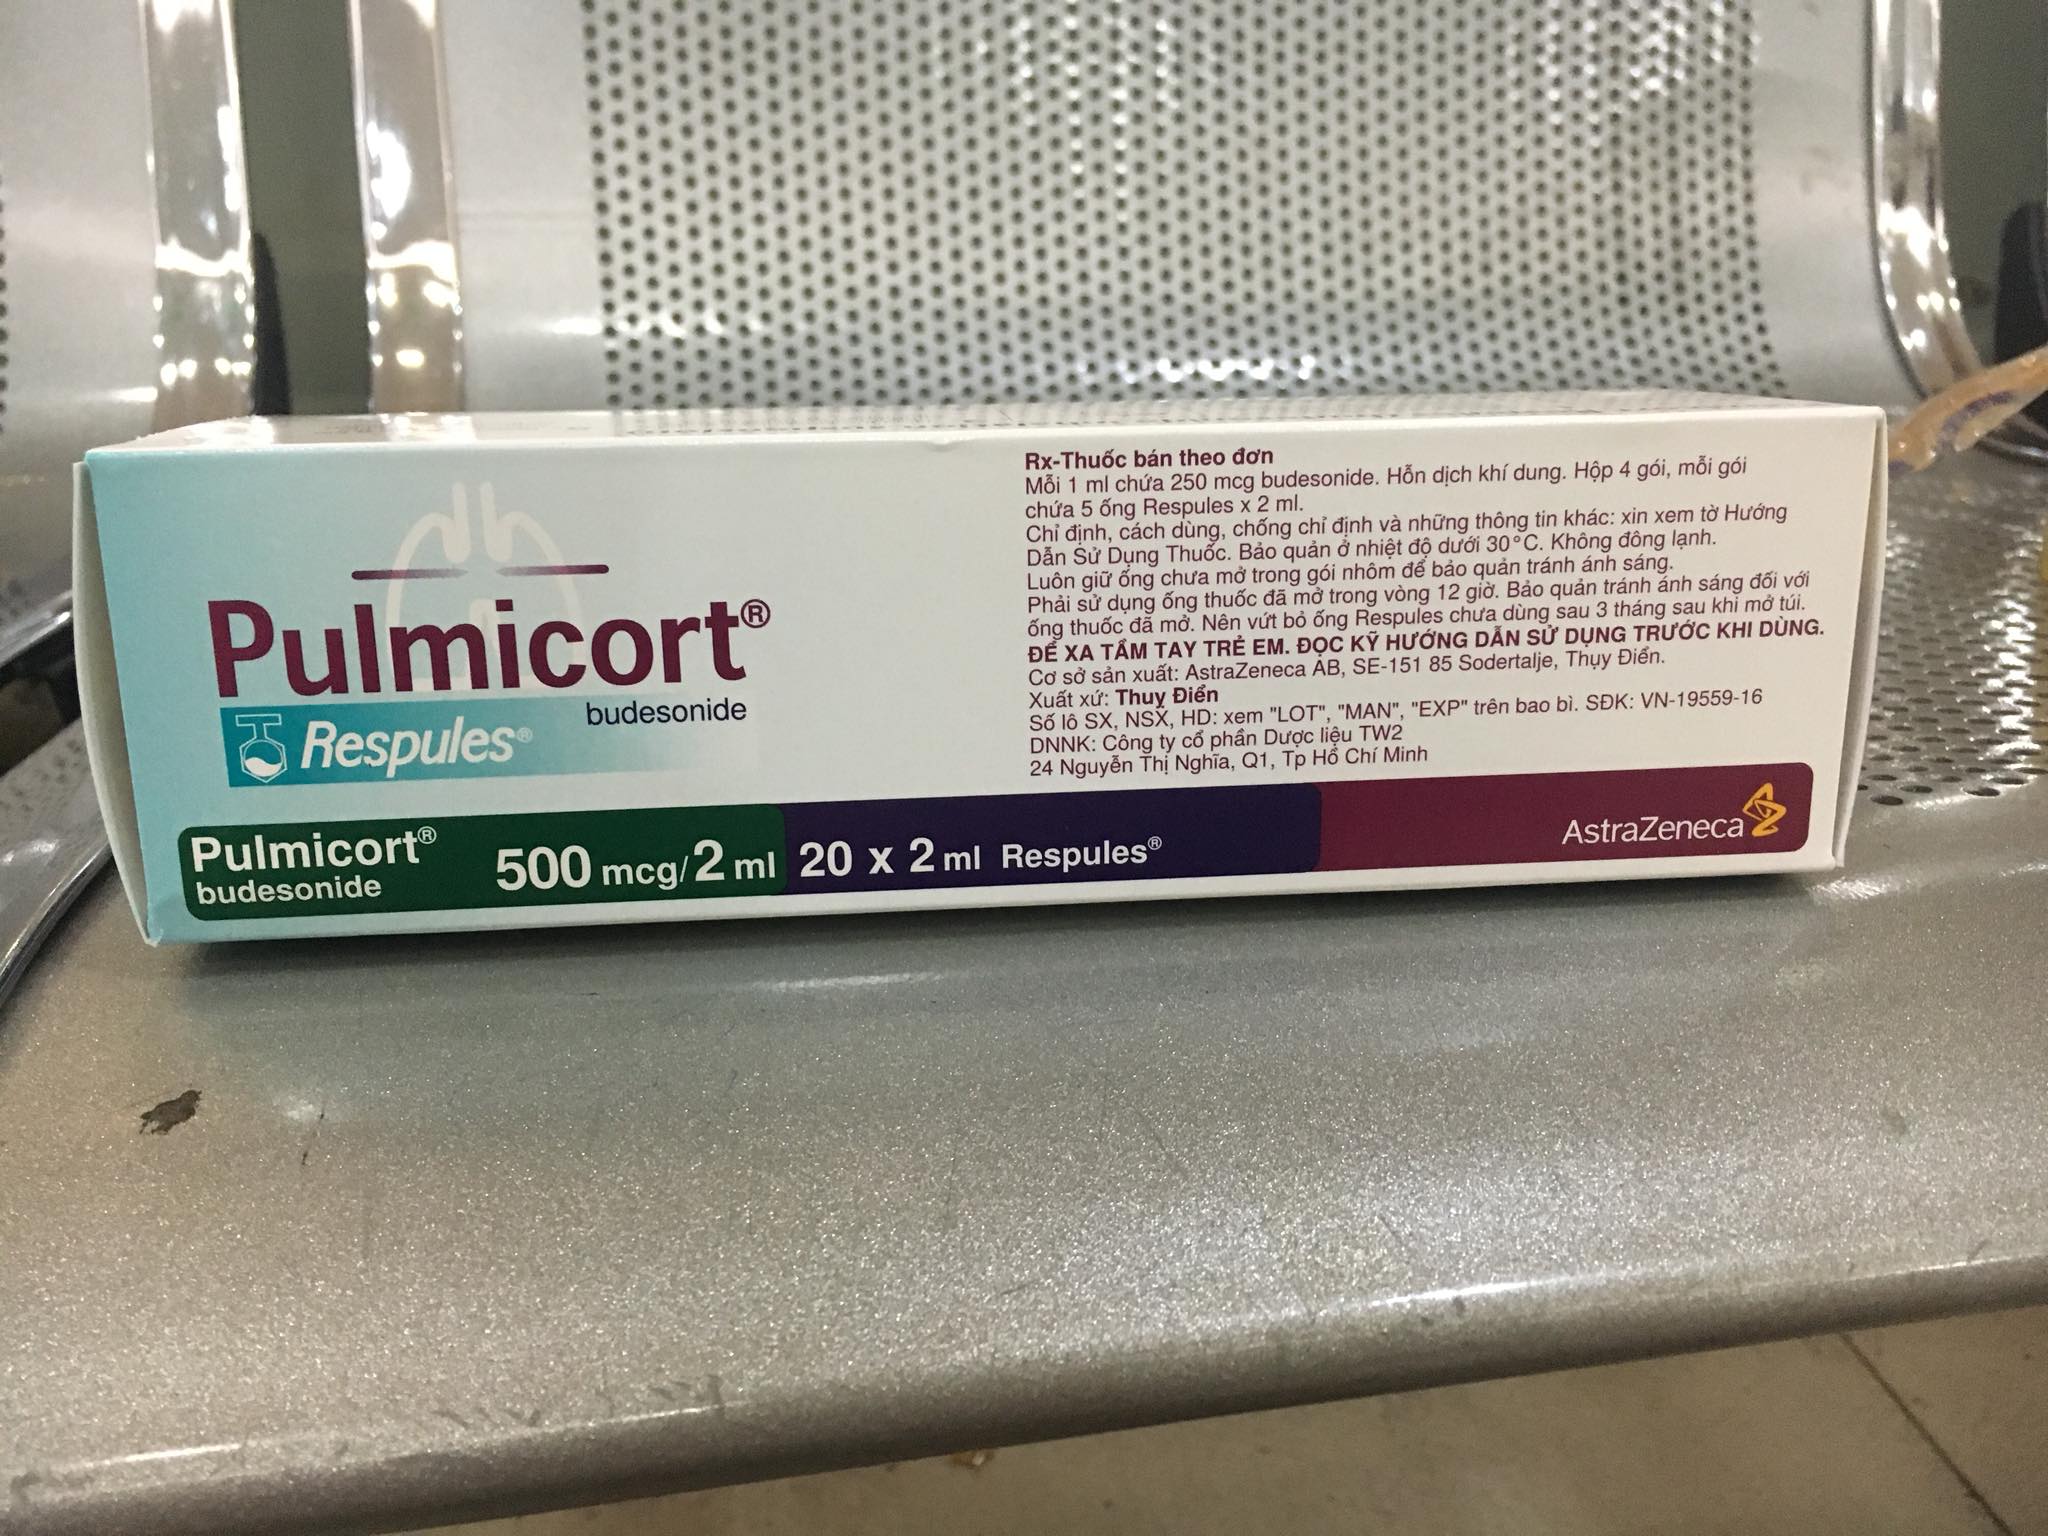 Pulmicort®
budesonide
Respules®
Rx-Thuốc bán theo đơn
Mỗi 1 ml chứa 250 mcg budesonide. Hỗn dịch khí dung. Hộp 4 gói, mỗi gói
chứa 5 ống Respules x 2 ml.
Chỉ định, cách dùng, chống chỉ định và những thông tin khác: xin xem tờ Hướng
Dẫn Sử Dụng Thuốc. Bảo quản ở nhiệt độ dưới 30°C. Không đông lạnh.
Luôn giữ ống chưa mở trong gói nhôm để bảo quản tránh ánh sáng.
Phải sử dụng ống thuốc đã mở trong vòng 12 giờ. Bảo quản tránh ánh sáng đối với
ống thuốc đã mở. Nên vứt bỏ ống Respules chưa dùng sau 3 tháng sau khi mở túi.
ĐỂ XA TẦM TAY TRẺ EM. ĐỌC KỸ HƯỚNG DẪN SỬ DỤNG TRƯỚC KHI DÙNG.
Cơ sở sản xuất: AstraZeneca AB, SE-151 85 Sodertalje, Thụy Điển.
Xuất xứ: Thuỵ Điển
Số lô SX, NSX, HD: xem "LOT", "MAN", "EXP" trên bao bì. SĐK: VN-19559-16
DNNK: Công ty cổ phần Dược liệu TW2
24 Nguyễn Thị Nghĩa, Q1, Tp Hồ Chí Minh
Pulmicort®
budesonide
500 mcg/2 ml
20 x 2 ml Respules®
AstraZeneca